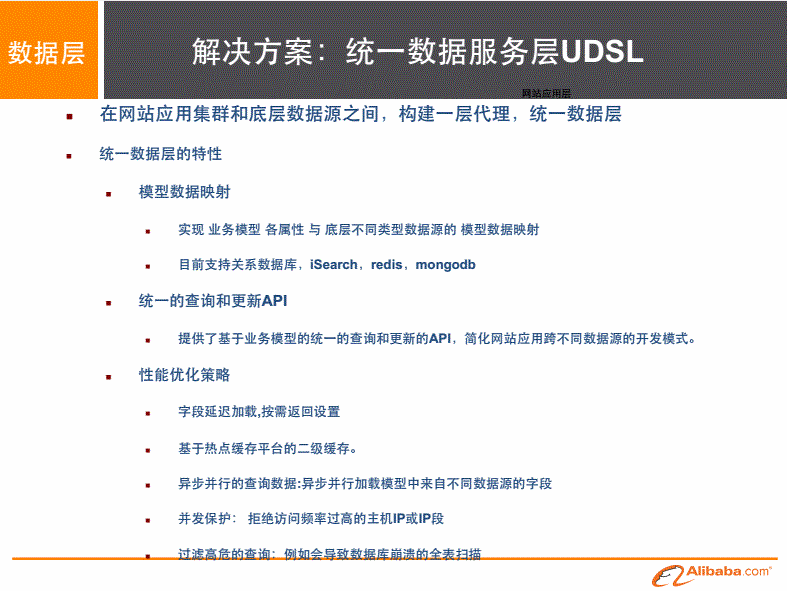 数据层
解决方案：统一数据服务层UDSL
网站应用层
在网站应用集群和底层数据源之间，构建一层代理，统一数据层
统一数据层的特性
模型数据映射
实现 业务模型 各属性 与 底层不同类型数据源的 模型数据映射
目前支持关系数据库，iSearch，redis，mongodb
统一的查询和更新API
提供了基于业务模型的统一的查询和更新的API，简化网站应用跨不同数据源的开发模式。
性能优化策略
字段延迟加载,按需返回设置
基于热点缓存平台的二级缓存。
异步并行的查询数据:异步并行加载模型中来自不同数据源的字段
并发保护： 拒绝访问频率过高的主机IP或IP段
过滤高危的查询：例如会导致数据库崩溃的全表扫描
Alibaba.com®